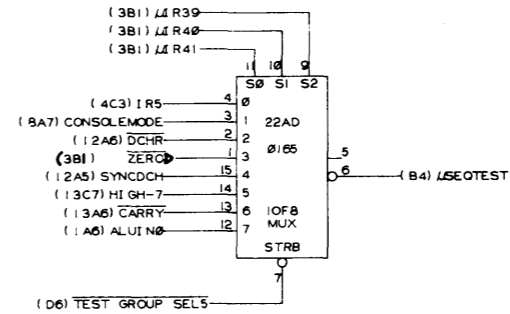 (3B1) μIR39
(3B1) μIR40
(3B1) μIR41
11 10 9
S0 S1 S2
(4C3) IR5 4 0
(8A7) CONSOLEMODE 3 1
(12A6) DCHR 2 2
(3B1) ZERO 1 3
(12A5) SYNCDCH 15 4
(13C7) HIGH-7 14 5
(13A6) CARRY 13 6
(1A6) ALUIN0 12 7
22AD
0165
1OF8
MUX
STRB
5
6 (B4) μSEQTEST
7
(D6) TEST GROUP SEL5